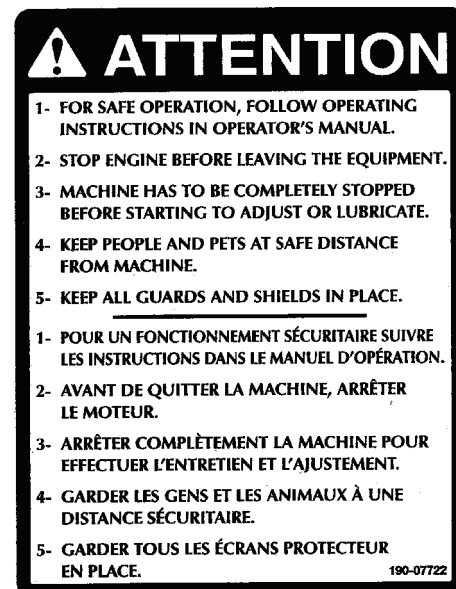 ATTENTION
1- FOR SAFE OPERATION, FOLLOW OPERATING
INSTRUCTIONS IN OPERATOR'S MANUAL.
2- STOP ENGINE BEFORE LEAVING THE EQUIPMENT.
3- MACHINE HAS TO BE COMPLETELY STOPPED
BEFORE STARTING TO ADJUST OR LUBRICATE.
4- KEEP PEOPLE AND PETS AT SAFE DISTANCE
FROM MACHINE.
5- KEEP ALL GUARDS AND SHIELDS IN PLACE.
1- POUR UN FONCTIONNEMENT SÉCURITAIRE SUIVRE
LES INSTRUCTIONS DANS LE MANUEL D'OPÉRATION.
2- AVANT DE QUITTER LA MACHINE, ARRÊTER
LE MOTEUR.
3- ARRÊTER COMPLÈTEMENT LA MACHINE POUR
EFFECTUER L'ENTRETIEN ET L'AJUSTEMENT.
4- GARDER LES GENS ET LES ANIMAUX À UNE
DISTANCE SÉCURITAIRE.
5- GARDER TOUS LES ÉCRANS PROTECTEUR
EN PLACE.
190-07722